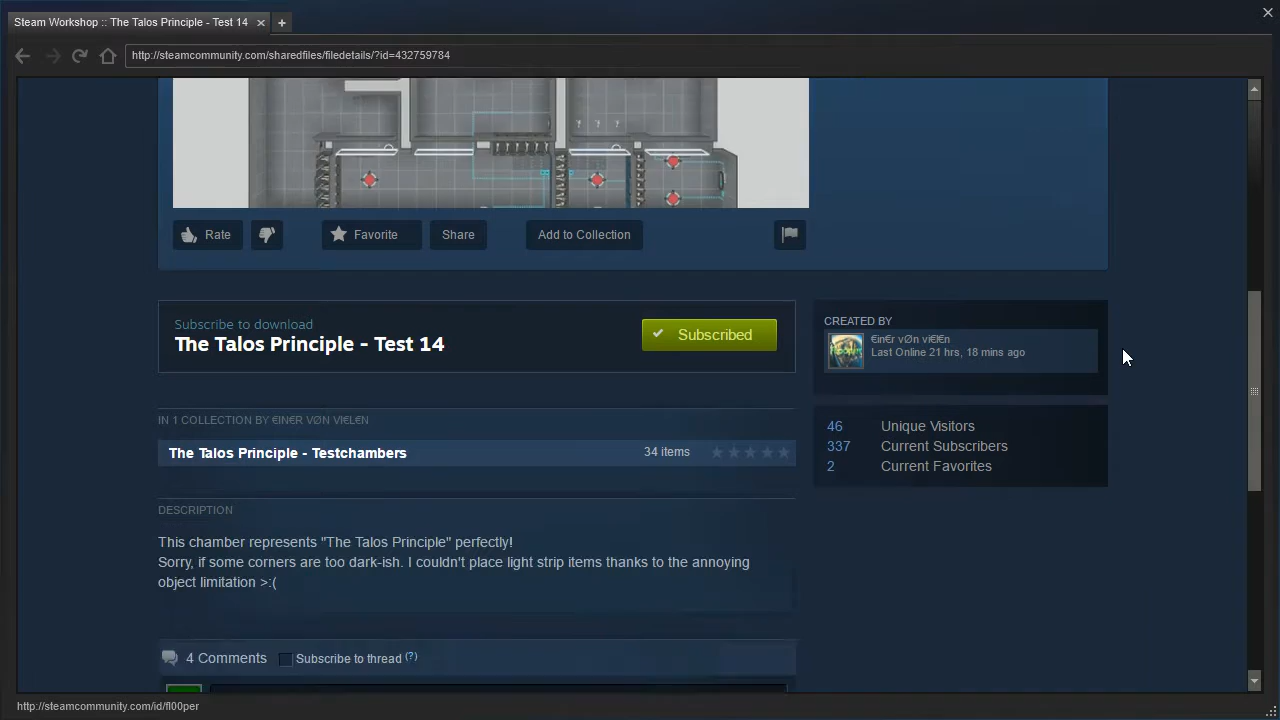 Steam Workshop :: The Talos Principle - Test 14
http://steamcommunity.com/sharedfiles/filedetails/?id=432759784
Rate
Favorite
Share
Add to Collection
Subscribe to download
The Talos Principle - Test 14
Subscribed
CREATED BY
€in€r vØn vi€l€n
Last Online 21 hrs, 18 mins ago
46 Unique Visitors
337 Current Subscribers
2 Current Favorites
IN 1 COLLECTION BY €IN€R VØN VI€L€N
The Talos Principle - Testchambers 34 items
DESCRIPTION
This chamber represents "The Talos Principle" perfectly!
Sorry, if some corners are too dark-ish. I couldn't place light strip items thanks to the annoying
object limitation >:(
4 Comments Subscribe to thread (?)
http://steamcommunity.com/id/fl00per